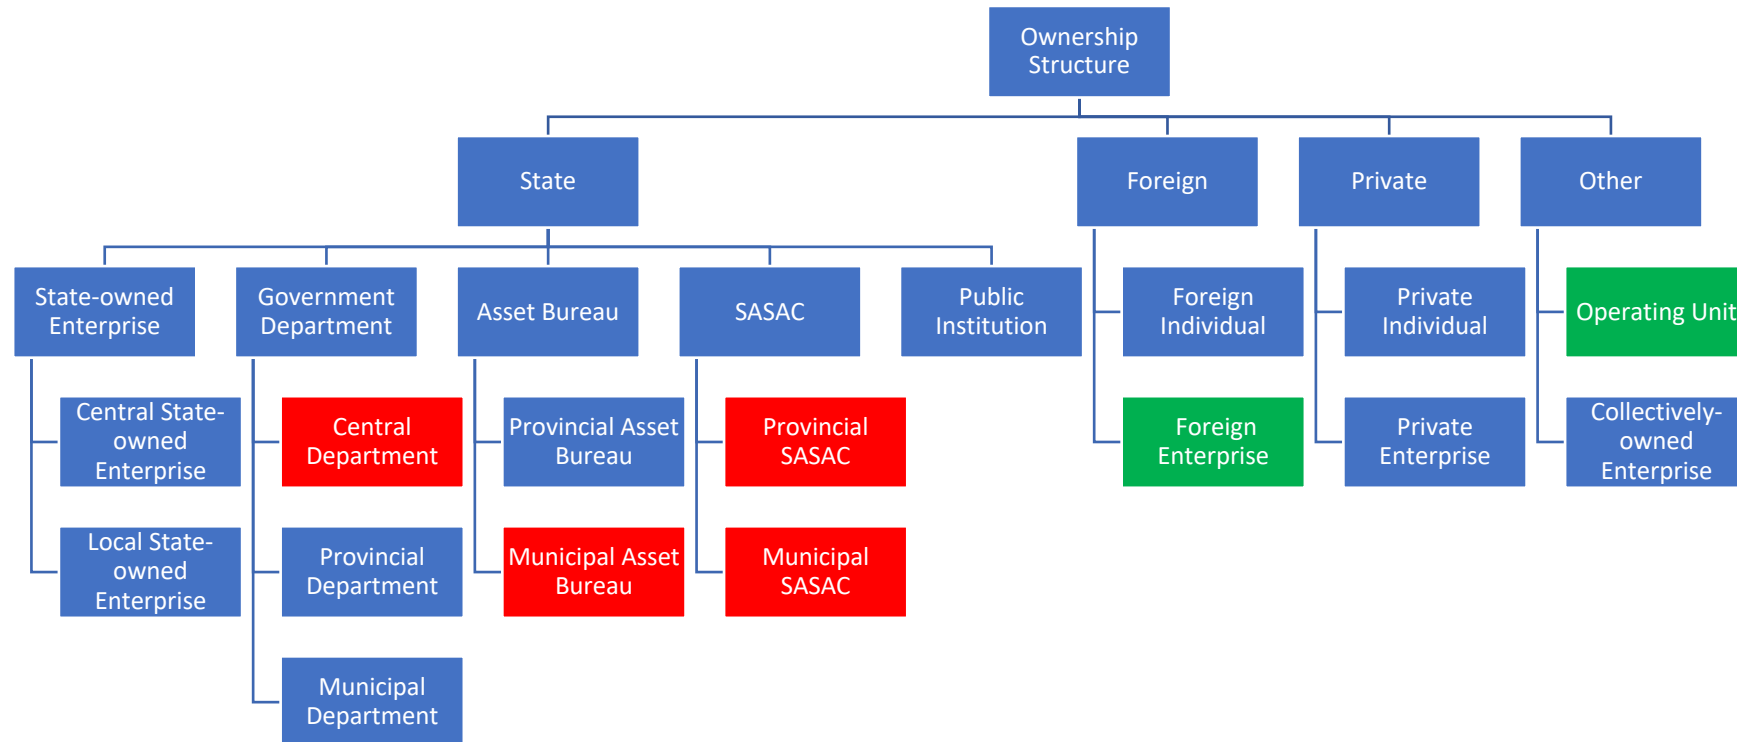 Ownership
Structure
State
Foreign
Private
Other
State-owned
Enterprise
Government
Department
Asset Bureau
SASAC
Public
Institution
Foreign
Individual
Private
Individual
Operating Unit
Central State-
owned
Enterprise
Central
Department
Provincial Asset
Bureau
Provincial
SASAC
Foreign
Enterprise
Private
Enterprise
Collectively-
owned
Enterprise
Local State-
owned
Enterprise
Provincial
Department
Municipal Asset
Bureau
Municipal
SASAC
Municipal
Department